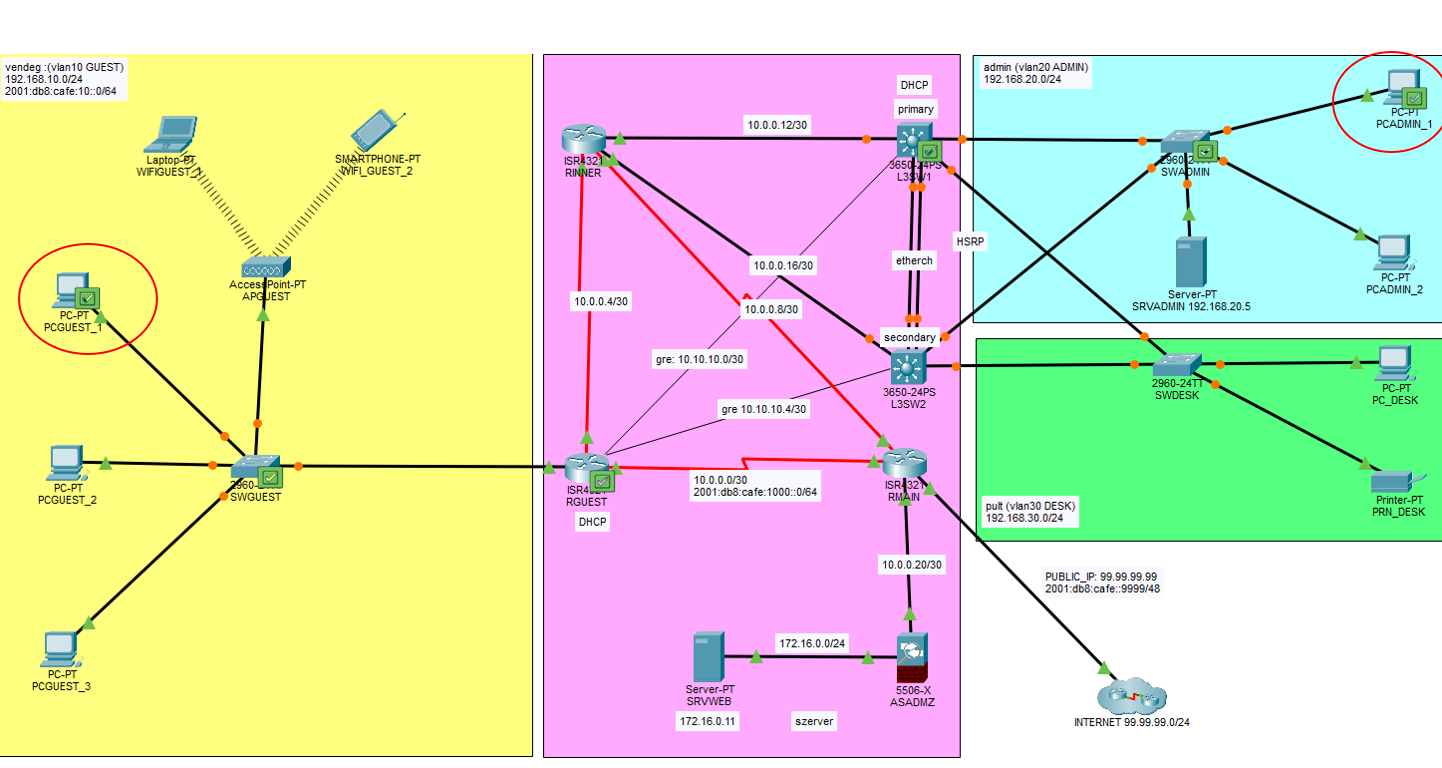 vendeg :(vlan10 GUEST)
192.168.10.0/24
2001:db8:cafe:10::0/64
Laptop-PT
WIFIGUEST_1
SMARTPHONE-PT
WIFI_GUEST_2
AccessPoint-PT
APGUEST
PC-PT
PCGUEST_1
PC-PT
PCGUEST_2
2960-24TT
SWGUEST
PC-PT
PCGUEST_3
DHCP
primary
10.0.0.12/30
ISR4321
RINNER
3650-24PS
L3SW1
HSRP
etherch
10.0.0.16/30
10.0.0.4/30
10.0.0.8/30
secondary
gre: 10.10.10.0/30
3650-24PS
L3SW2
gre 10.10.10.4/30
ISR4321
RGUEST
10.0.0.0/30
2001:db8:cafe:1000::0/64
ISR4321
RMAIN
DHCP
10.0.0.20/30
172.16.0.0/24
Server-PT
SRVWEB
5506-X
ASADMZ
172.16.0.11
szerver
admin (vlan20 ADMIN)
192.168.20.0/24
PC-PT
PCADMIN_1
2960-24TT
SWADMIN
PC-PT
PCADMIN_2
Server-PT
SRVADMIN 192.168.20.5
2960-24TT
SWDESK
PC-PT
PC_DESK
Printer-PT
PRN_DESK
pult (vlan30 DESK)
192.168.30.0/24
PUBLIC_IP: 99.99.99.99
2001:db8:cafe::9999/48
INTERNET 99.99.99.0/24